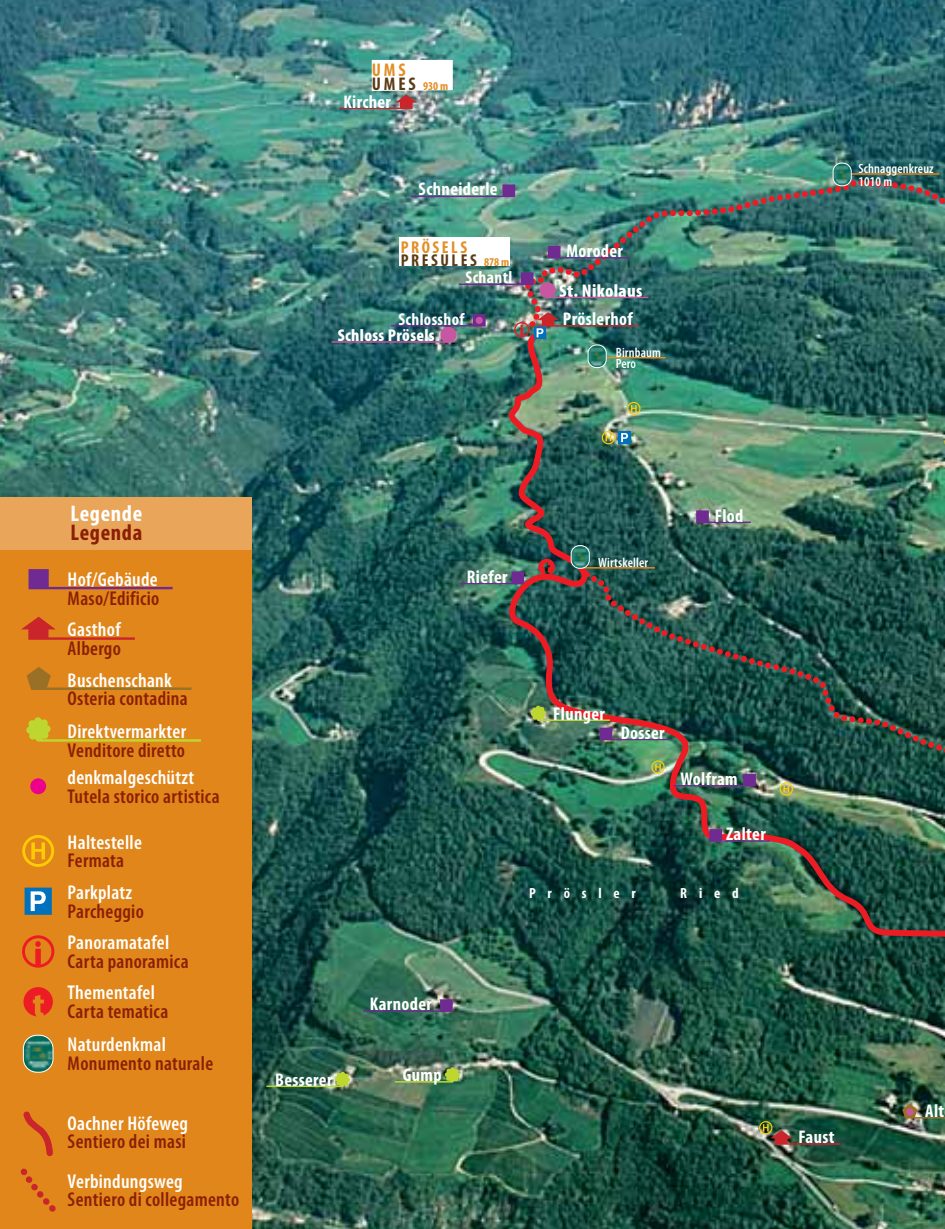 UMS
UMES 930 m
Kircher
Schnaggenkreuz
1010 m
Schneiderle
PRÖSELS
PRESULES 878 m
Moroder
Schantl
St. Nikolaus
Schlosshof
Pröslerhof
Schloss Prösels
P
Birnbaum
Pero
H
H
P
Flod
Wirtskeller
Riefer
t
Flunger
Dosser
H
Wolfram
H
Zalter
Prösler Ried
Karnoder
Besserer
Gump
Alt
H
Faust
Legende
Legenda
Hof/Gebäude
Maso/Edificio
Gasthof
Albergo
Buschenschank
Osteria contadina
Direktvermarkter
Venditore diretto
denkmalgeschützt
Tutela storico artistica
H
Haltestelle
Fermata
P
Parkplatz
Parcheggio
i
Panoramatafel
Carta panoramica
t
Thementafel
Carta tematica
Naturdenkmal
Monumento naturale
Oachner Höfeweg
Sentiero dei masi
Verbindungsweg
Sentiero di collegamento